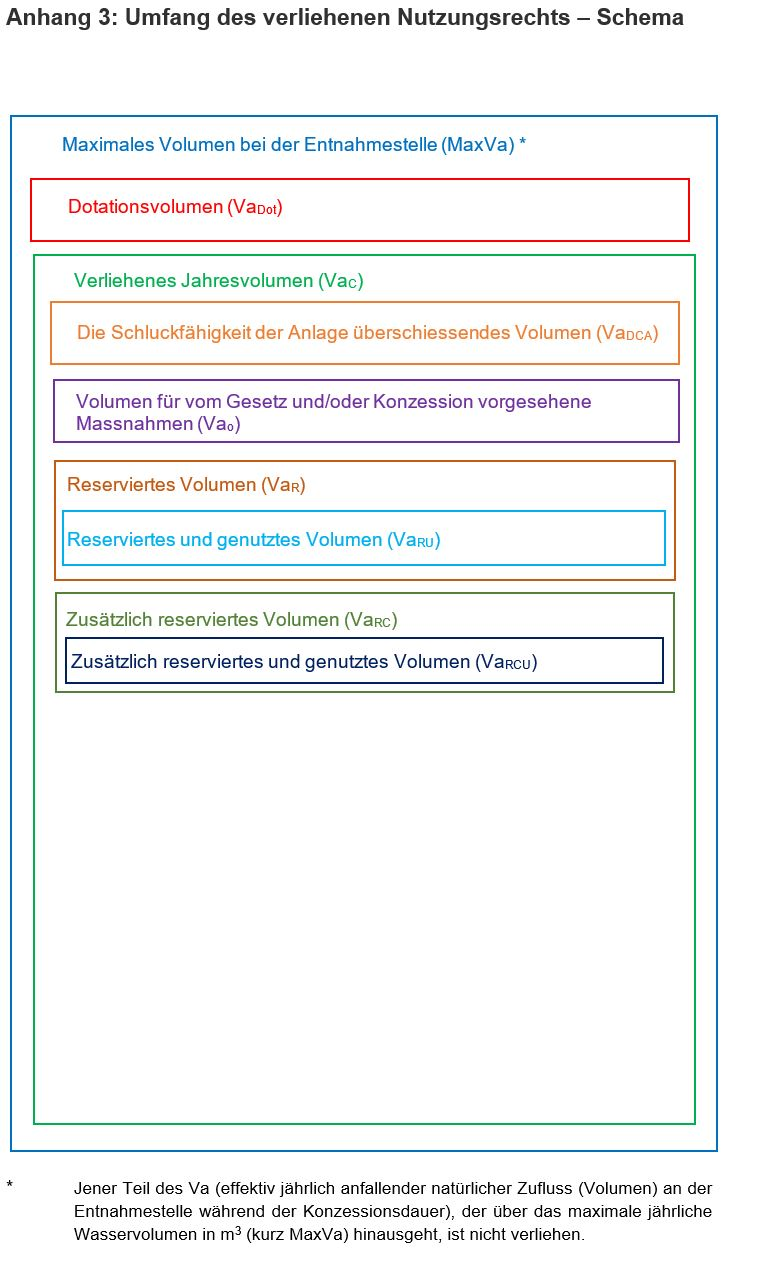 Anhang 3: Umfang des verliehenen Nutzungsrechts – Schema
Maximales Volumen bei der Entnahmestelle (MaxVa) *
Dotationsvolumen (VaDot)
Verliehenes Jahresvolumen (VaC)
Die Schluckfähigkeit der Anlage überschiessendes Volumen (VaDCA)
Volumen für vom Gesetz und/oder Konzession vorgesehene
Massnahmen (Vao)
Reserviertes Volumen (VaR)
Reserviertes und genutztes Volumen (VaRU)
Zusätzlich reserviertes Volumen (VaRC)
Zusätzlich reserviertes und genutztes Volumen (VaRCU)
* Jener Teil des Va (effektiv jährlich anfallender natürlicher Zufluss (Volumen) an der
Entnahmestelle während der Konzessionsdauer), der über das maximale jährliche
Wasservolumen in m³ (kurz MaxVa) hinausgeht, ist nicht verliehen.